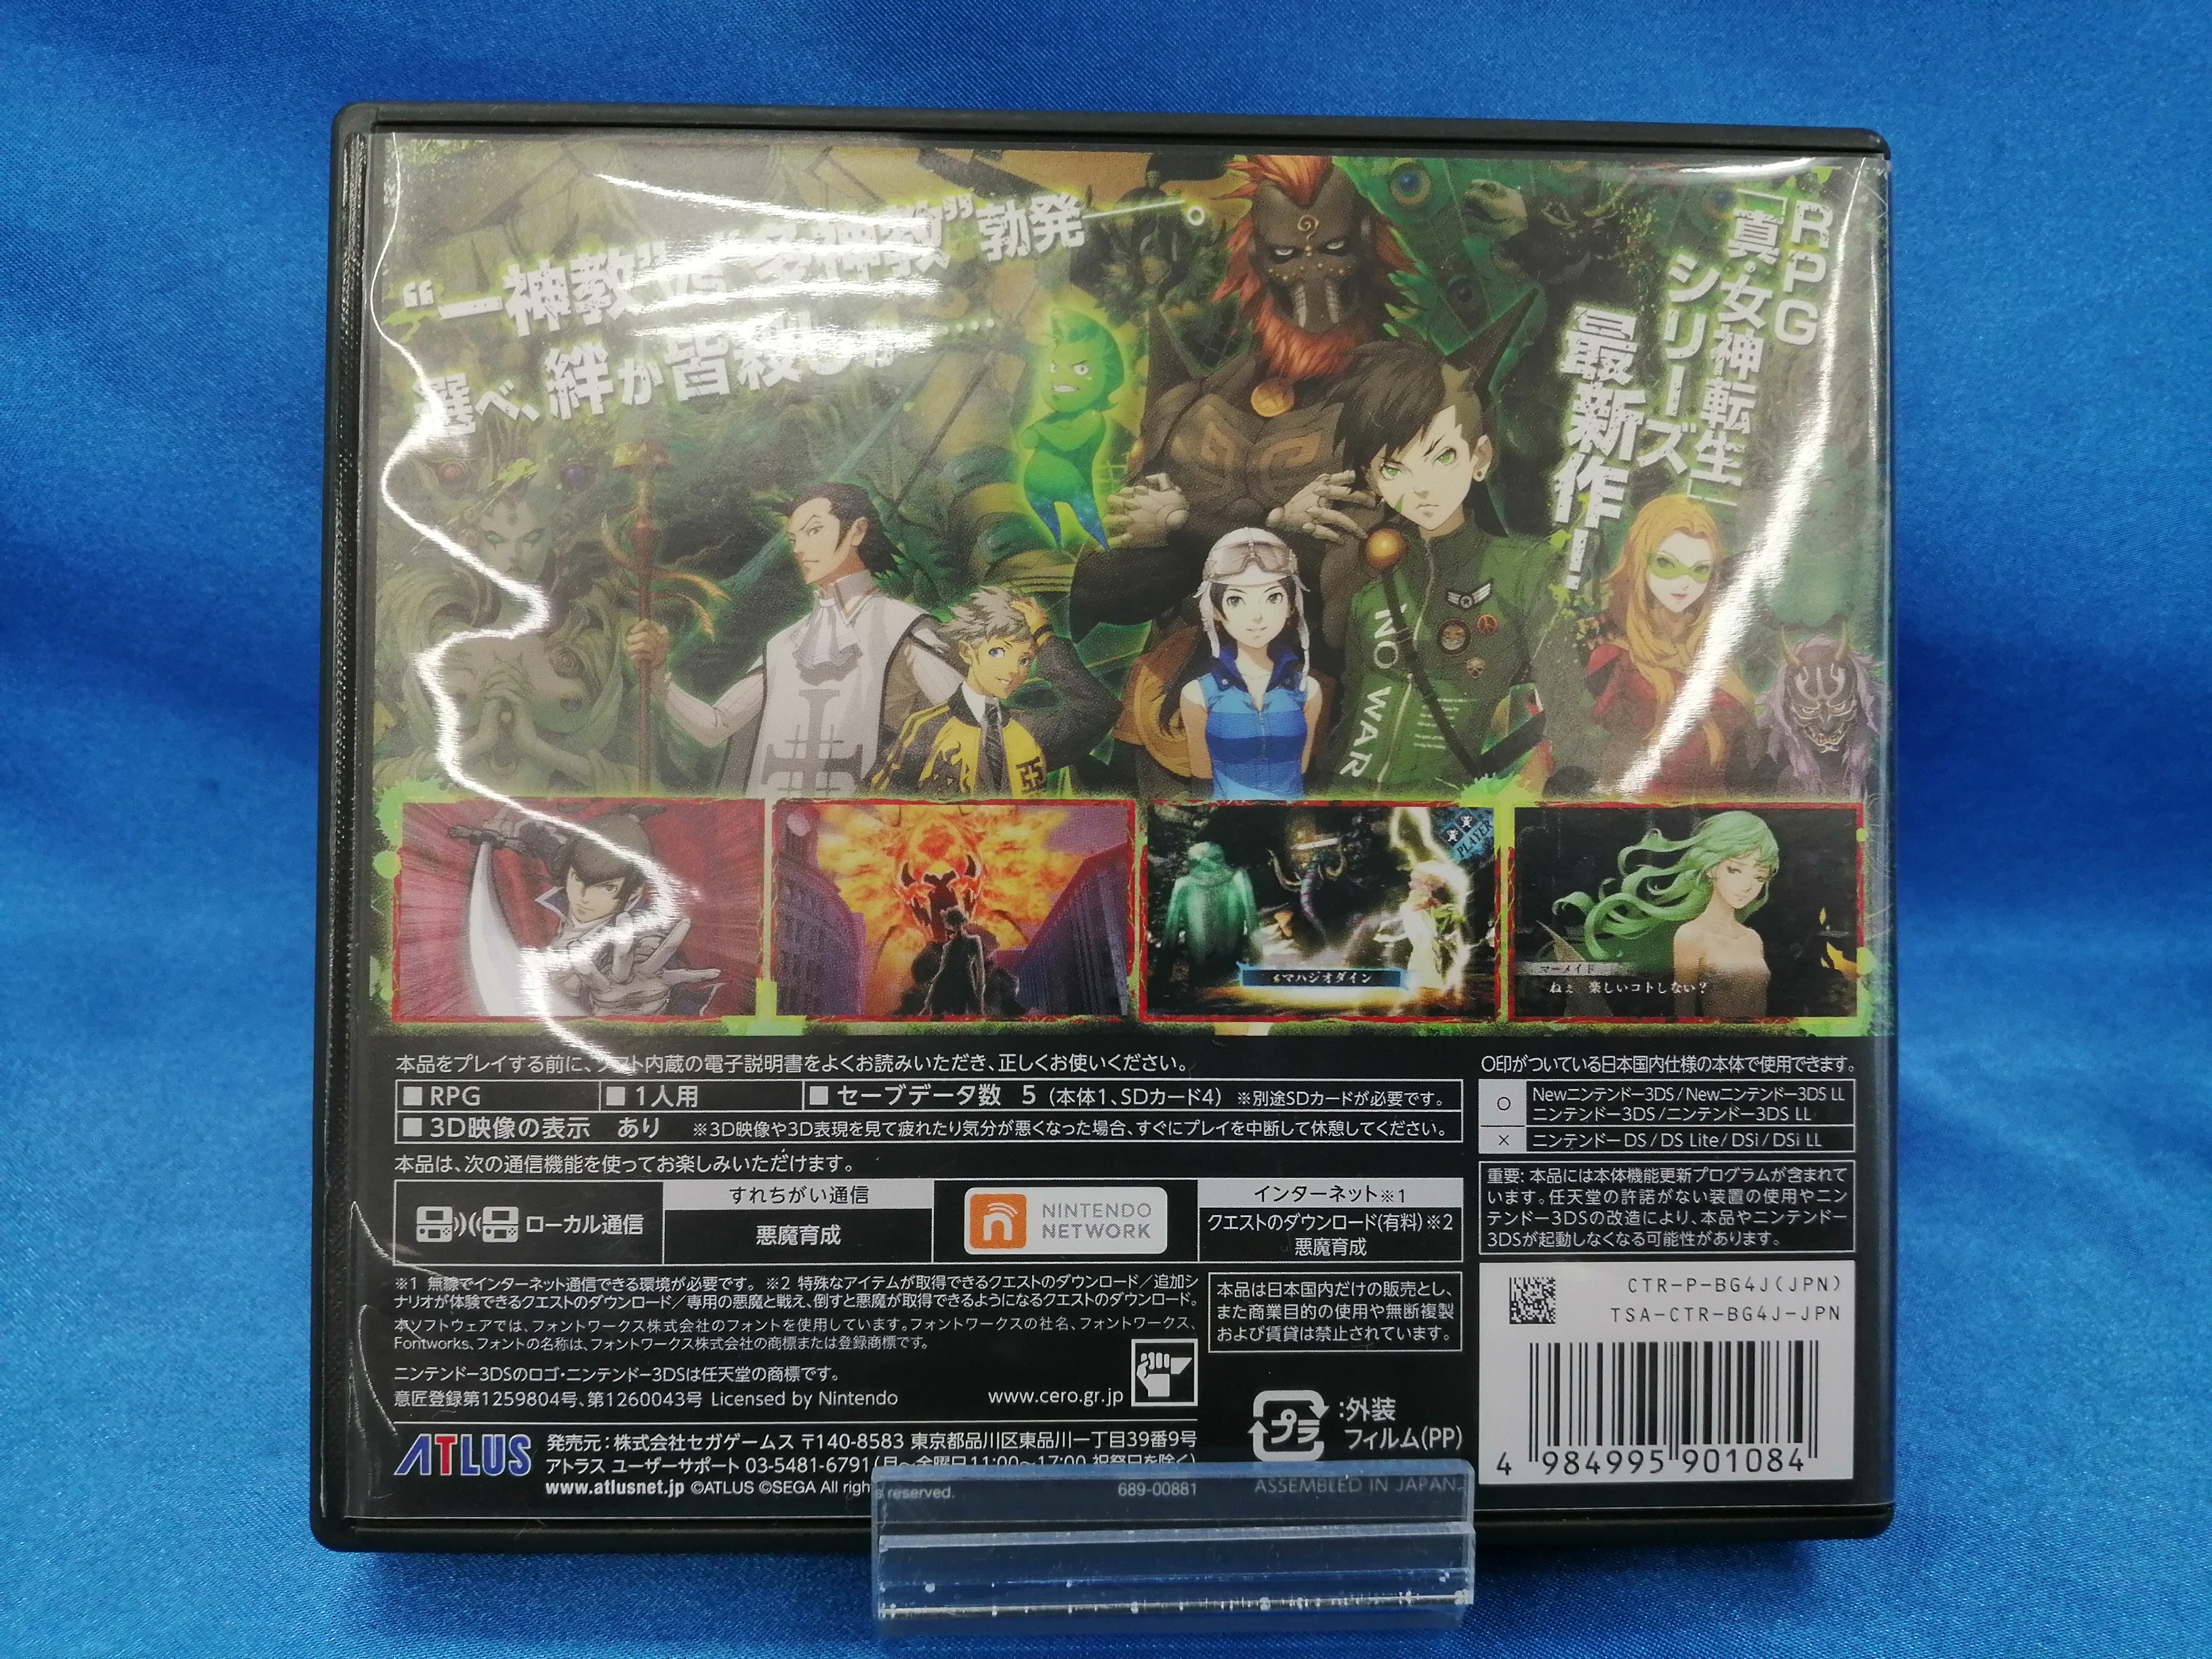 “一神教”vs“多神教”勃発――。
選べ、絆か皆殺しか……
RPG
「真・女神転生」
シリーズ
最新作!
NO WAR
PLAYER
マハジオダイン
マーメイド
ねぇ 楽しいコトしない?
本品をプレイする前に、ソフト内蔵の電子説明書をよくお読みいただき、正しくお使いください。
■RPG ■1人用 ■セーブデータ数 5 (本体1、SDカード4) ※別途SDカードが必要です。
■3D映像の表示 あり ※3D映像や3D表現を見て疲れたり気分が悪くなった場合、すぐにプレイを中断して休憩してください。
本品は、次の通信機能を使ってお楽しみいただけます。
ローカル通信
すれちがい通信
悪魔育成
NINTENDO
NETWORK
インターネット※1
クエストのダウンロード(有料)※2
悪魔育成
※1 無線でインターネット通信できる環境が必要です。 ※2 特殊なアイテムが取得できるクエストのダウンロード/追加シ
ナリオが体験できるクエストのダウンロード/専用の悪魔と戦え、倒すと悪魔が取得できるようになるクエストのダウンロード。
本ソフトウェアでは、フォントワークス株式会社のフォントを使用しています。フォントワークスの社名、フォントワークス、
Fontworks、フォントの名称は、フォントワークス株式会社の商標または登録商標です。
ニンテンドー3DSのロゴ・ニンテンドー3DSは任天堂の商標です。
意匠登録第1259804号、第1260043号 Licensed by Nintendo
www.cero.gr.jp
本品は日本国内だけの販売とし、
また商業目的の使用や無断複製
および賃貸は禁止されています。
プラ
:外装
フィルム(PP)
ATLUS
発売元:株式会社セガゲームス 〒140-8583 東京都品川区東品川一丁目39番9号
アトラス ユーザーサポート 03-5481-6791(月~金曜日11:00~17:00 祝祭日を除く)
www.atlusnet.jp ©ATLUS ©SEGA All rights reserved.
689-00881
ASSEMBLED IN JAPAN.
○印がついている日本国内仕様の本体で使用できます。
○ Newニンテンドー3DS/Newニンテンドー3DS LL
ニンテンドー3DS/ニンテンドー3DS LL
× ニンテンドーDS/DS Lite/DSi/DSi LL
重要: 本品には本体機能更新プログラムが含まれて
います。任天堂の許諾がない装置の使用やニン
テンドー3DSの改造により、本品やニンテンドー
3DSが起動しなくなる可能性があります。
CTR-P-BG4J(JPN)
TSA-CTR-BG4J-JPN
4 984995 901084